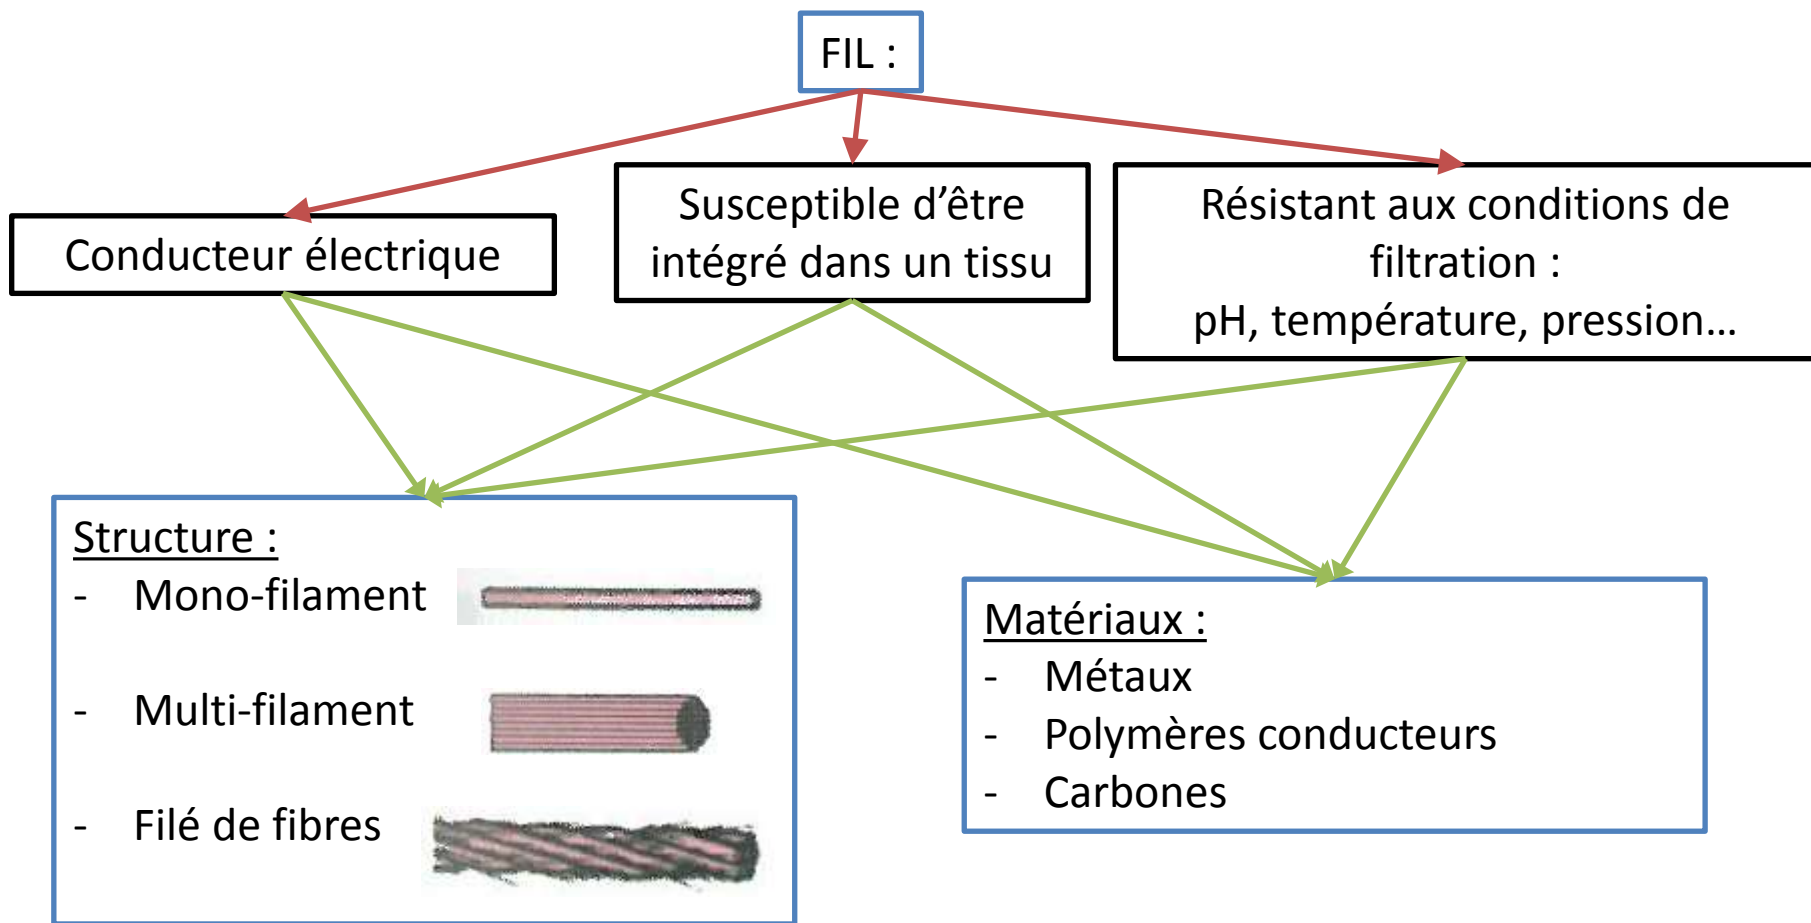 FIL :
Conducteur électrique
Susceptible d’être
intégré dans un tissu
Résistant aux conditions de
filtration :
pH, température, pression…
Structure :
- Mono-filament
- Multi-filament
- Filé de fibres
Matériaux :
- Métaux
- Polymères conducteurs
- Carbones